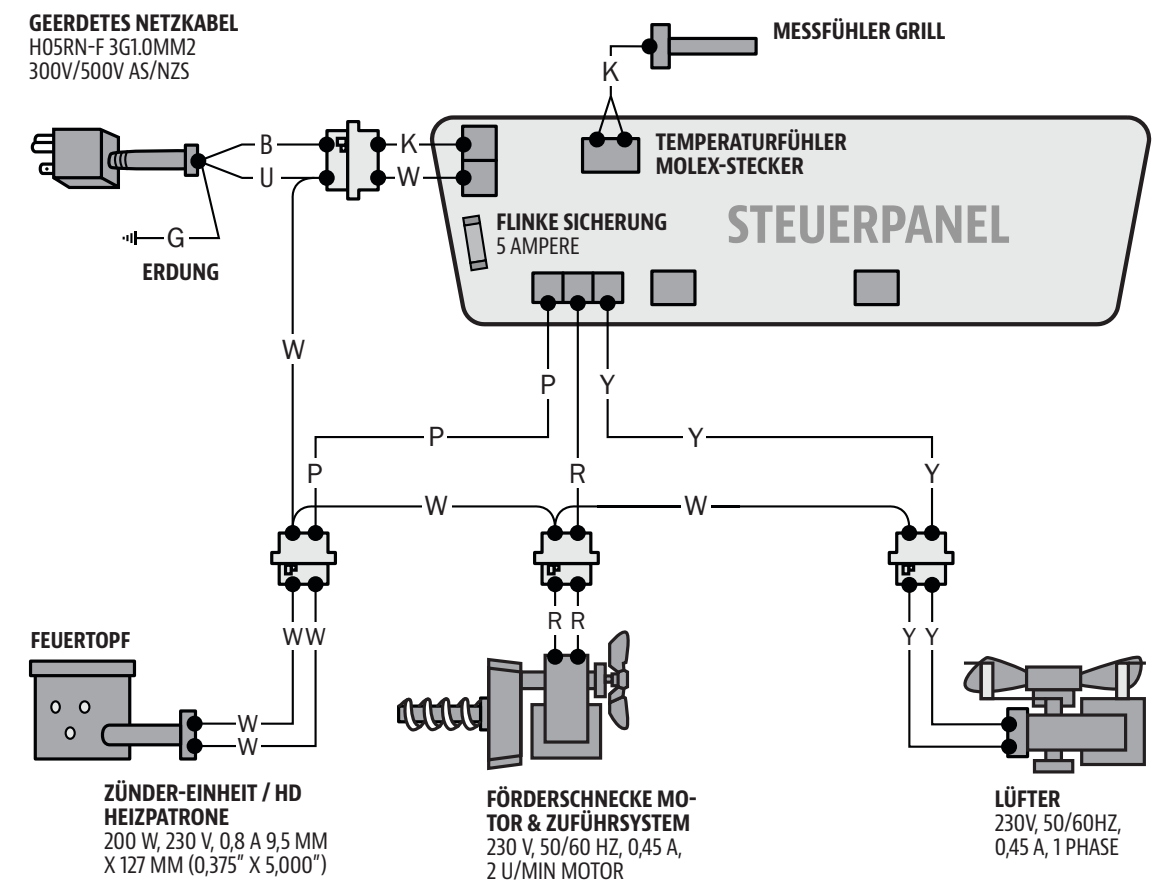 GEERDETES NETZKABEL
H05RN-F 3G1.0MM2
300V/500V AS/NZS
MESSFÜHLER GRILL
K
TEMPERATURFÜHLER
MOLEX-STECKER
B
K
U
W
STEUERPANEL
FLINKE SICHERUNG
5 AMPERE
G
ERDUNG
W
P
Y
P
Y
P
R
Y
W
W
R R
W W
Y Y
FEUERTOPF
W
W
ZÜNDER-EINHEIT / HD
HEIZPATRONE
200 W, 230 V, 0,8 A 9,5 MM
X 127 MM (0,375” X 5,000”)
FÖRDERSCHNECKE MO-
TOR & ZUFÜHRSYSTEM
230 V, 50/60 HZ, 0,45 A,
2 U/MIN MOTOR
LÜFTER
230V, 50/60HZ,
0,45 A, 1 PHASE